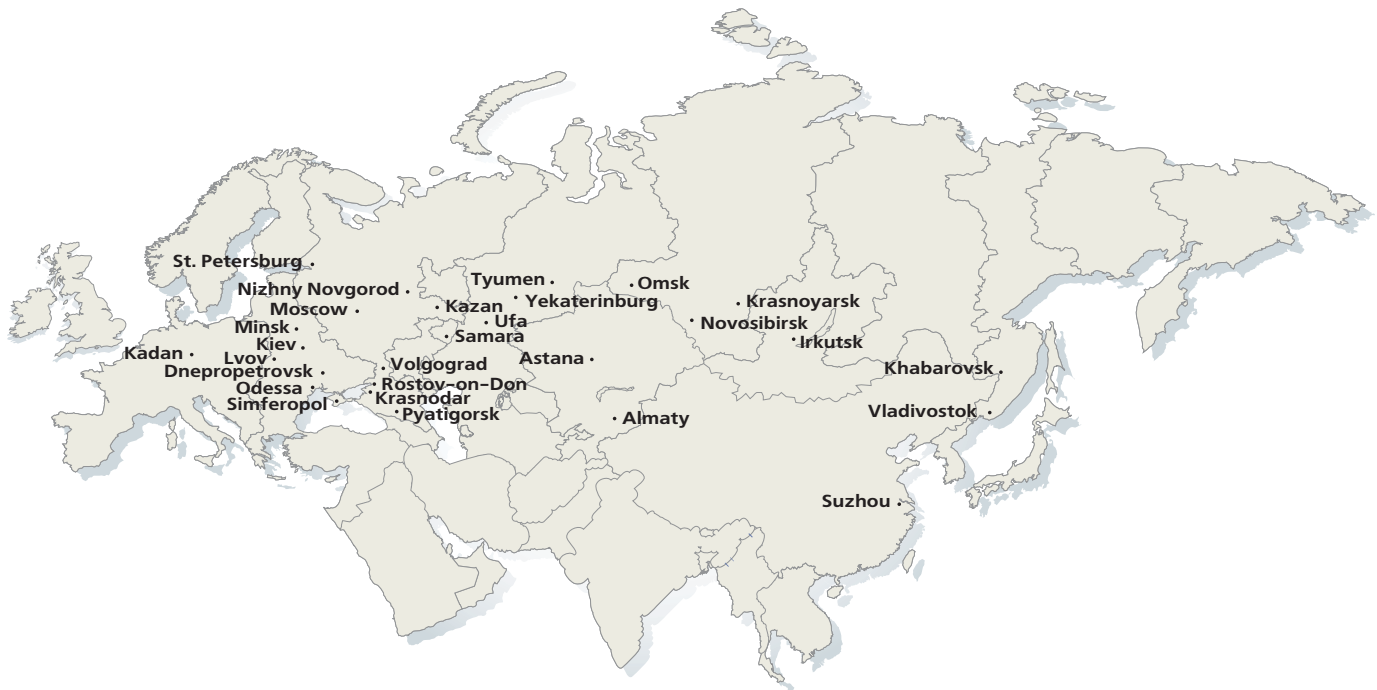 St. Petersburg
Tyumen
Omsk
Nizhny Novgorod
Yekaterinburg
Krasnoyarsk
Kazan
Moscow
Ufa
Novosibirsk
Minsk
Samara
Irkutsk
Kiev
Kadan
Lvov
Astana
Volgograd
Dnepropetrovsk
Khabarovsk
Rostov-on-Don
Odessa
Krasnodar
Simferopol
Vladivostok
Pyatigorsk
Almaty
Suzhou